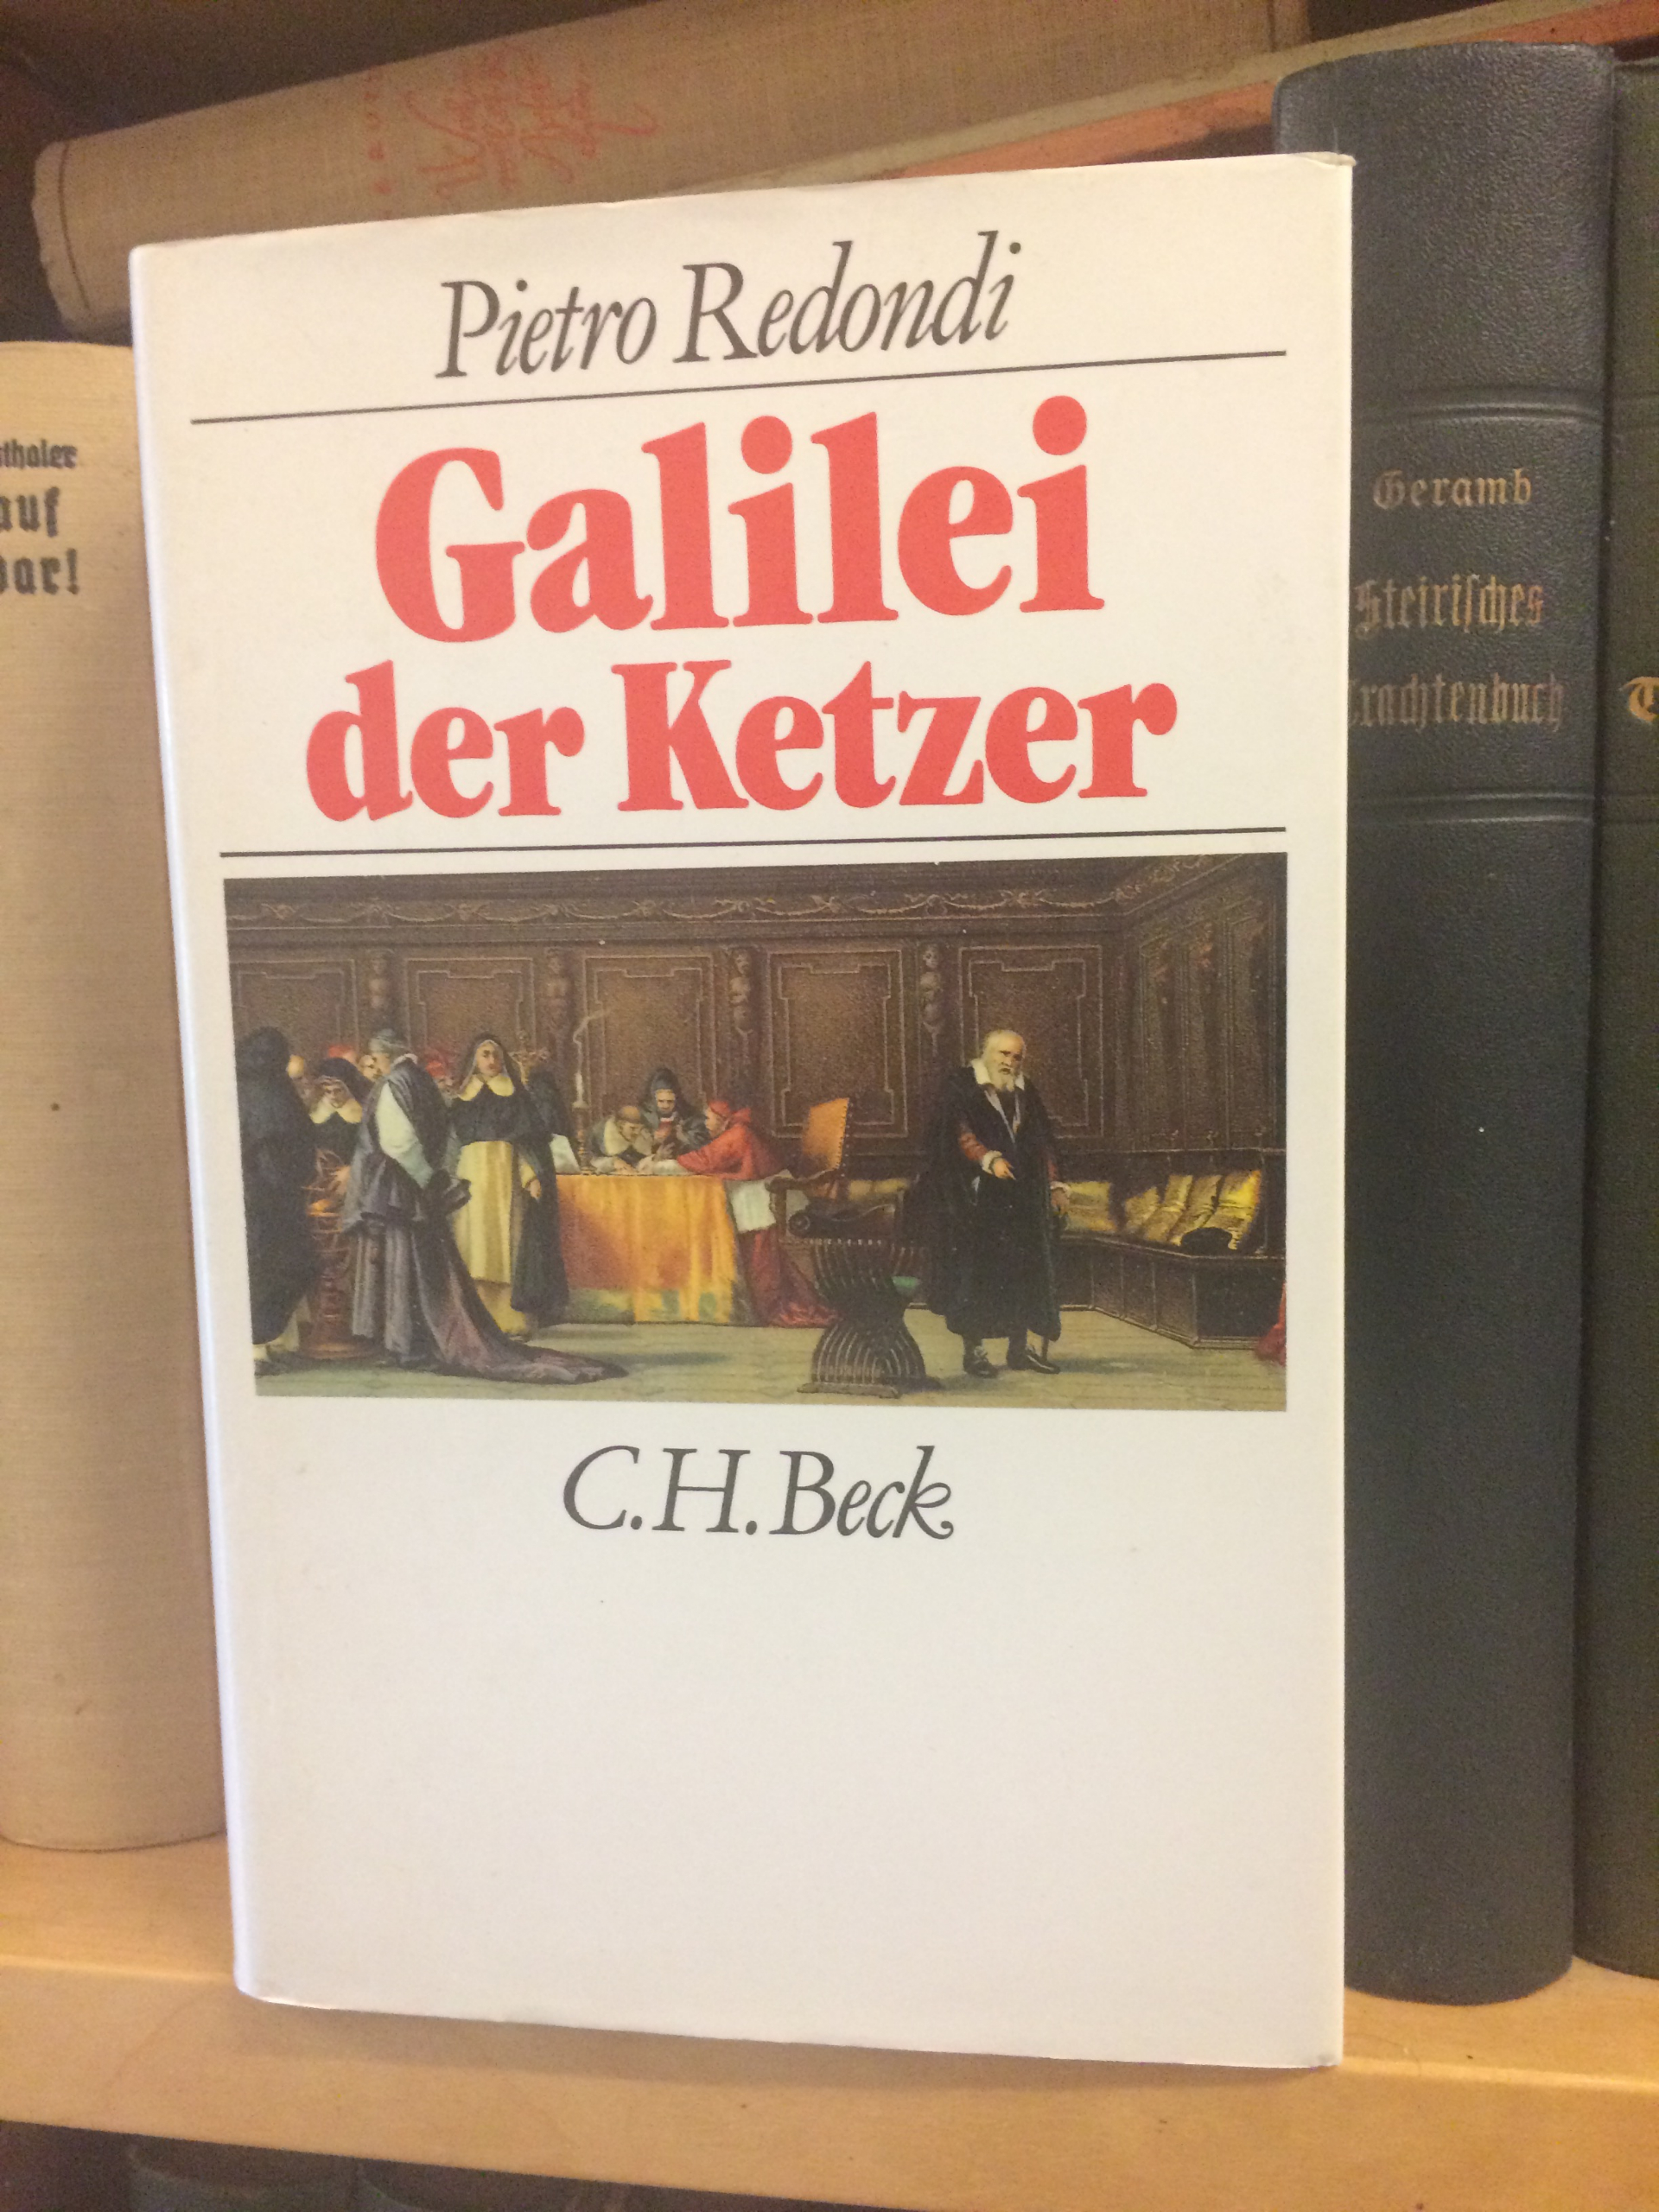 Pietro Redondi
Galilei
der Ketzer
C.H.Beck
auf
Geramb
Steirisches
Trachtenbuch